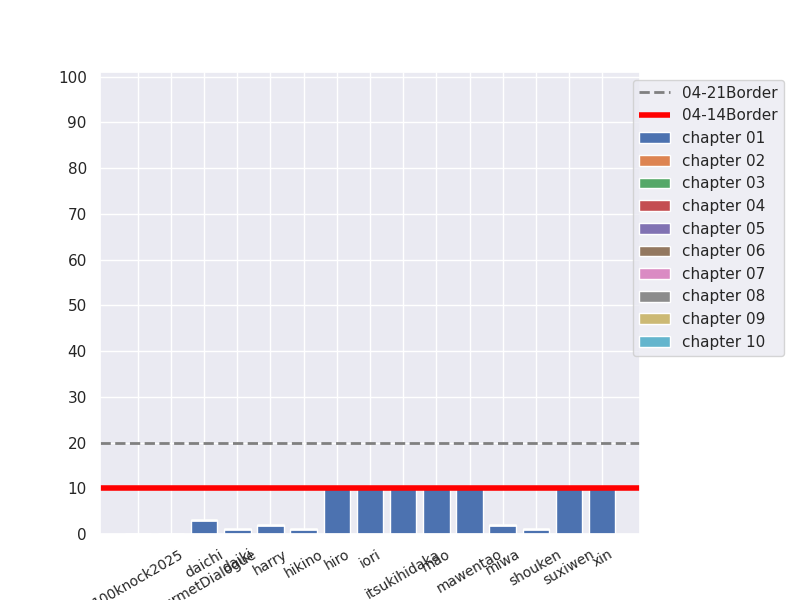 100
90
80
70
60
50
40
30
20
10
0
04-21Border
04-14Border
chapter 01
chapter 02
chapter 03
chapter 04
chapter 05
chapter 06
chapter 07
chapter 08
chapter 09
chapter 10
100knock2025
daichi
daiki
harry
hikino
hiro
iori
itsukihidaka
mao
mawentao
miwa
shouken
suxiwen
xin